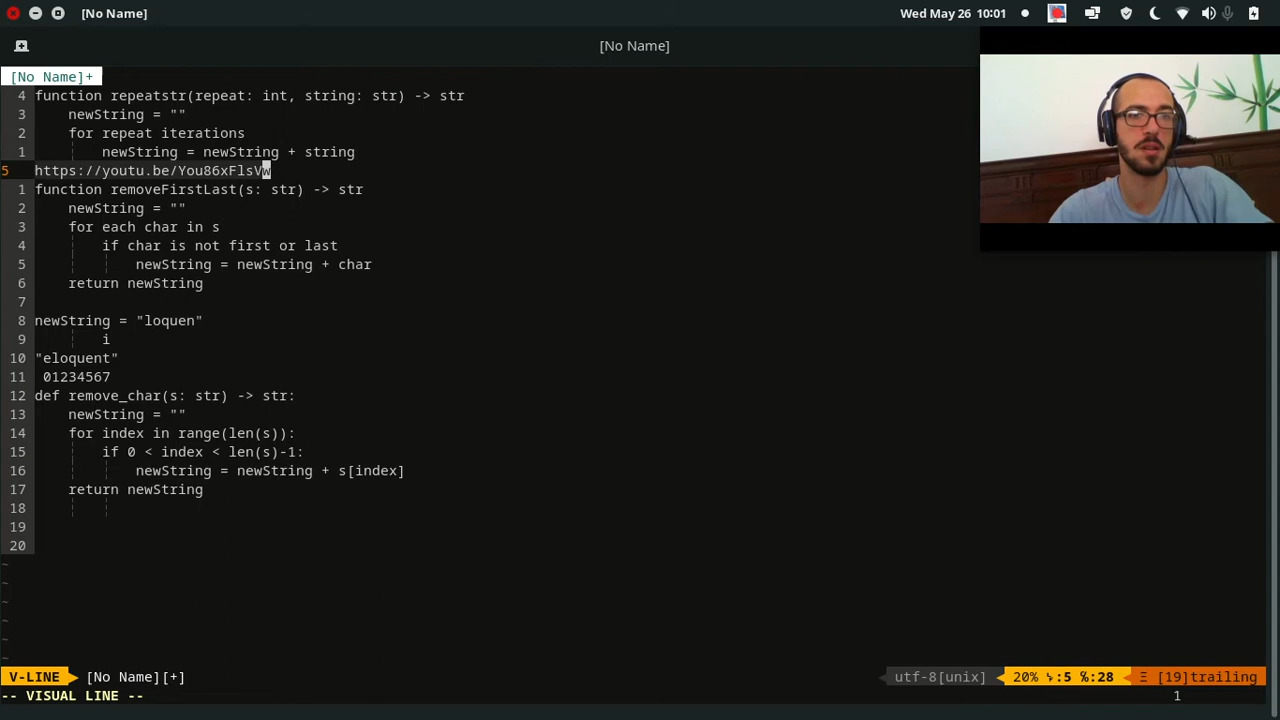 [No Name]
Wed May 26 10:01
[No Name]
[No Name]+
4 function repeatstr(repeat: int, string: str) -> str
3 newString = ""
2 for repeat iterations
1 newString = newString + string
5 https://youtu.be/You86xFlsVw
1 function removeFirstLast(s: str) -> str
2 newString = ""
3 for each char in s
4 if char is not first or last
5 newString = newString + char
6 return newString
7
8 newString = "loquen"
9 i
10 "eloquent"
11 01234567
12 def remove_char(s: str) -> str:
13 newString = ""
14 for index in range(len(s)):
15 if 0 < index < len(s)-1:
16 newString = newString + s[index]
17 return newString
18
19
20
~
~
~
~
~
~
V-LINE [No Name][+] utf-8[unix] 20% ㏑:5 %:28 Ξ [19]trailing
-- VISUAL LINE -- 1